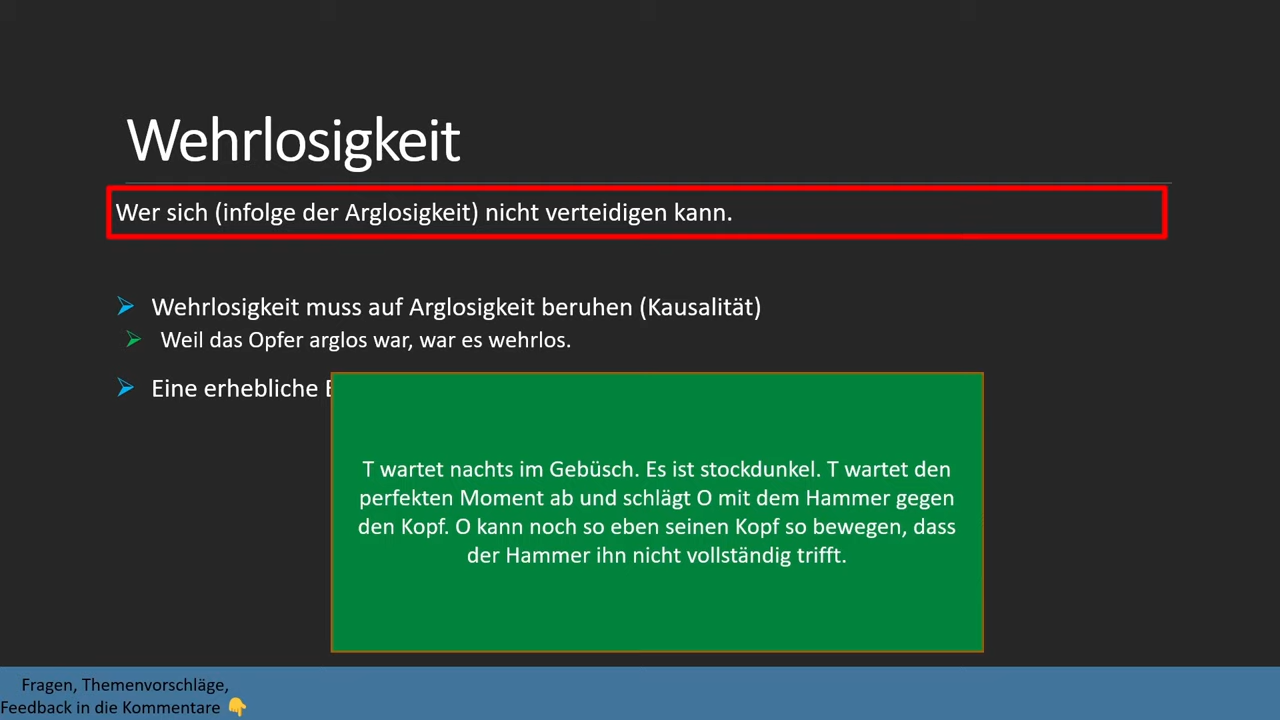 Wehrlosigkeit
Wer sich (infolge der Arglosigkeit) nicht verteidigen kann.
Wehrlosigkeit muss auf Arglosigkeit beruhen (Kausalität)
Weil das Opfer arglos war, war es wehrlos.
Eine erhebliche
T wartet nachts im Gebüsch. Es ist stockdunkel. T wartet den
perfekten Moment ab und schlägt O mit dem Hammer gegen
den Kopf. O kann noch so eben seinen Kopf so bewegen, dass
der Hammer ihn nicht vollständig trifft.
Fragen, Themenvorschläge,
Feedback in die Kommentare 👇